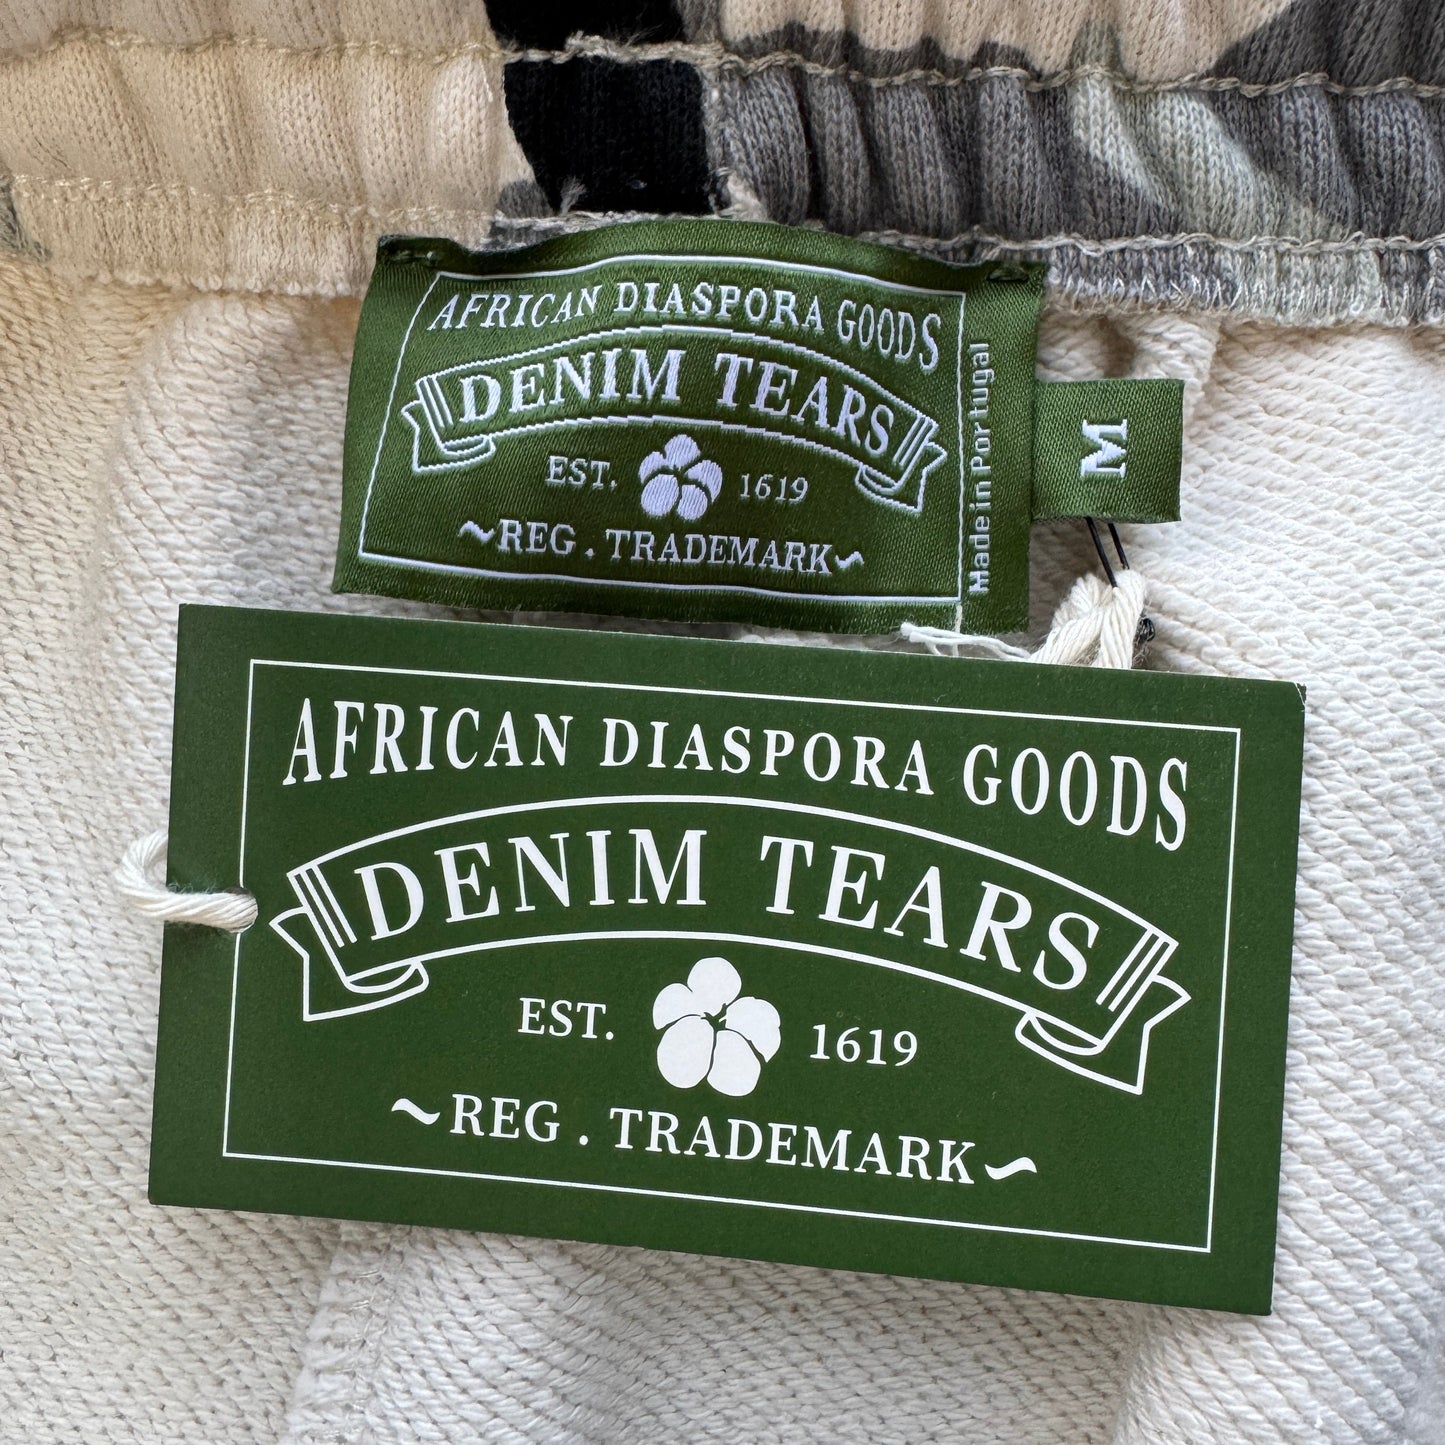 AFRICAN DIASPORA GOODS
DENIM TEARS
EST. 1619
~REG. TRADEMARK~
Made in Portugal
M
AFRICAN DIASPORA GOODS
DENIM TEARS
EST. 1619
~REG. TRADEMARK~